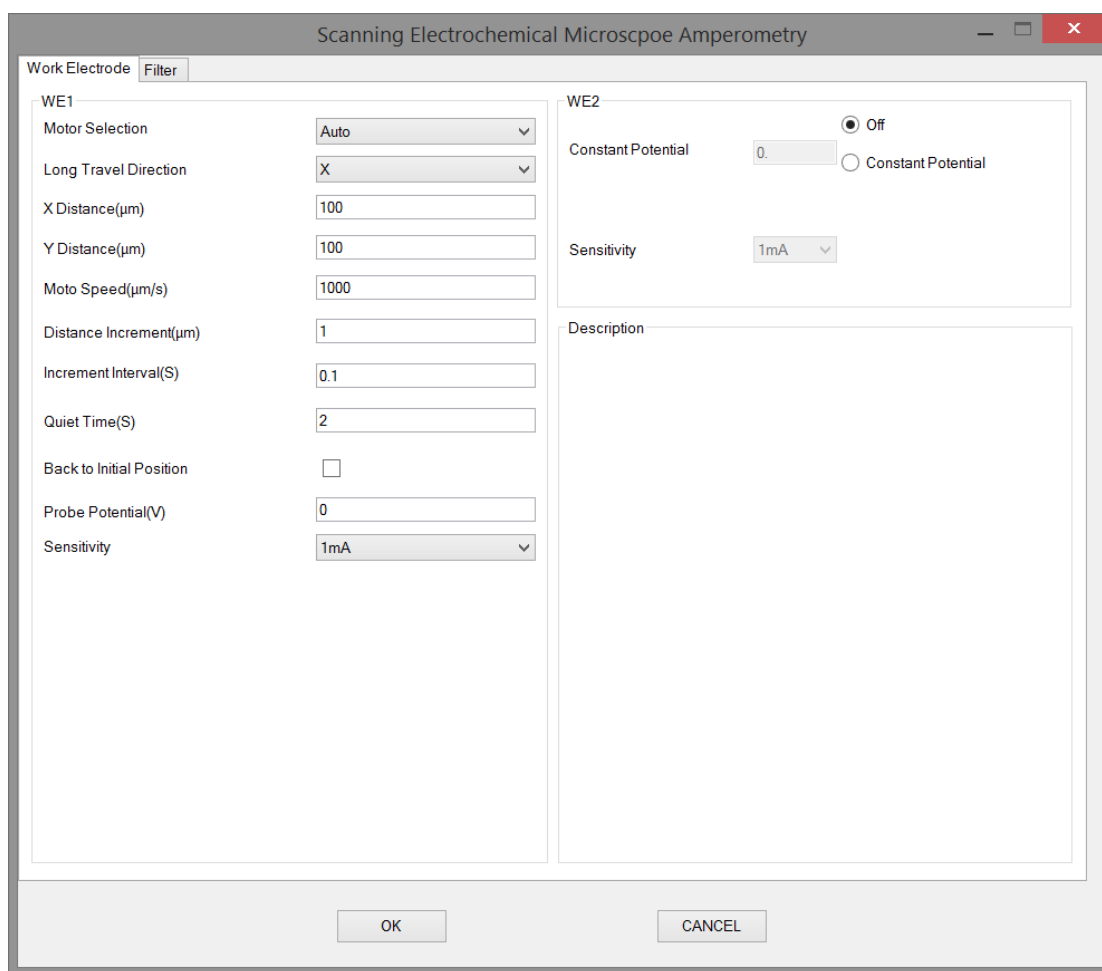 Scanning Electrochemical Microscpoe Amperometry
Work Electrode Filter
WE1
Motor Selection Auto
Long Travel Direction X
X Distance(μm) 100
Y Distance(μm) 100
Moto Speed(μm/s) 1000
Distance Increment(μm) 1
Increment Interval(S) 0.1
Quiet Time(S) 2
Back to Initial Position
Probe Potential(V) 0
Sensitivity 1mA
WE2
Off
Constant Potential 0. Constant Potential
Sensitivity 1mA
Description
OK CANCEL